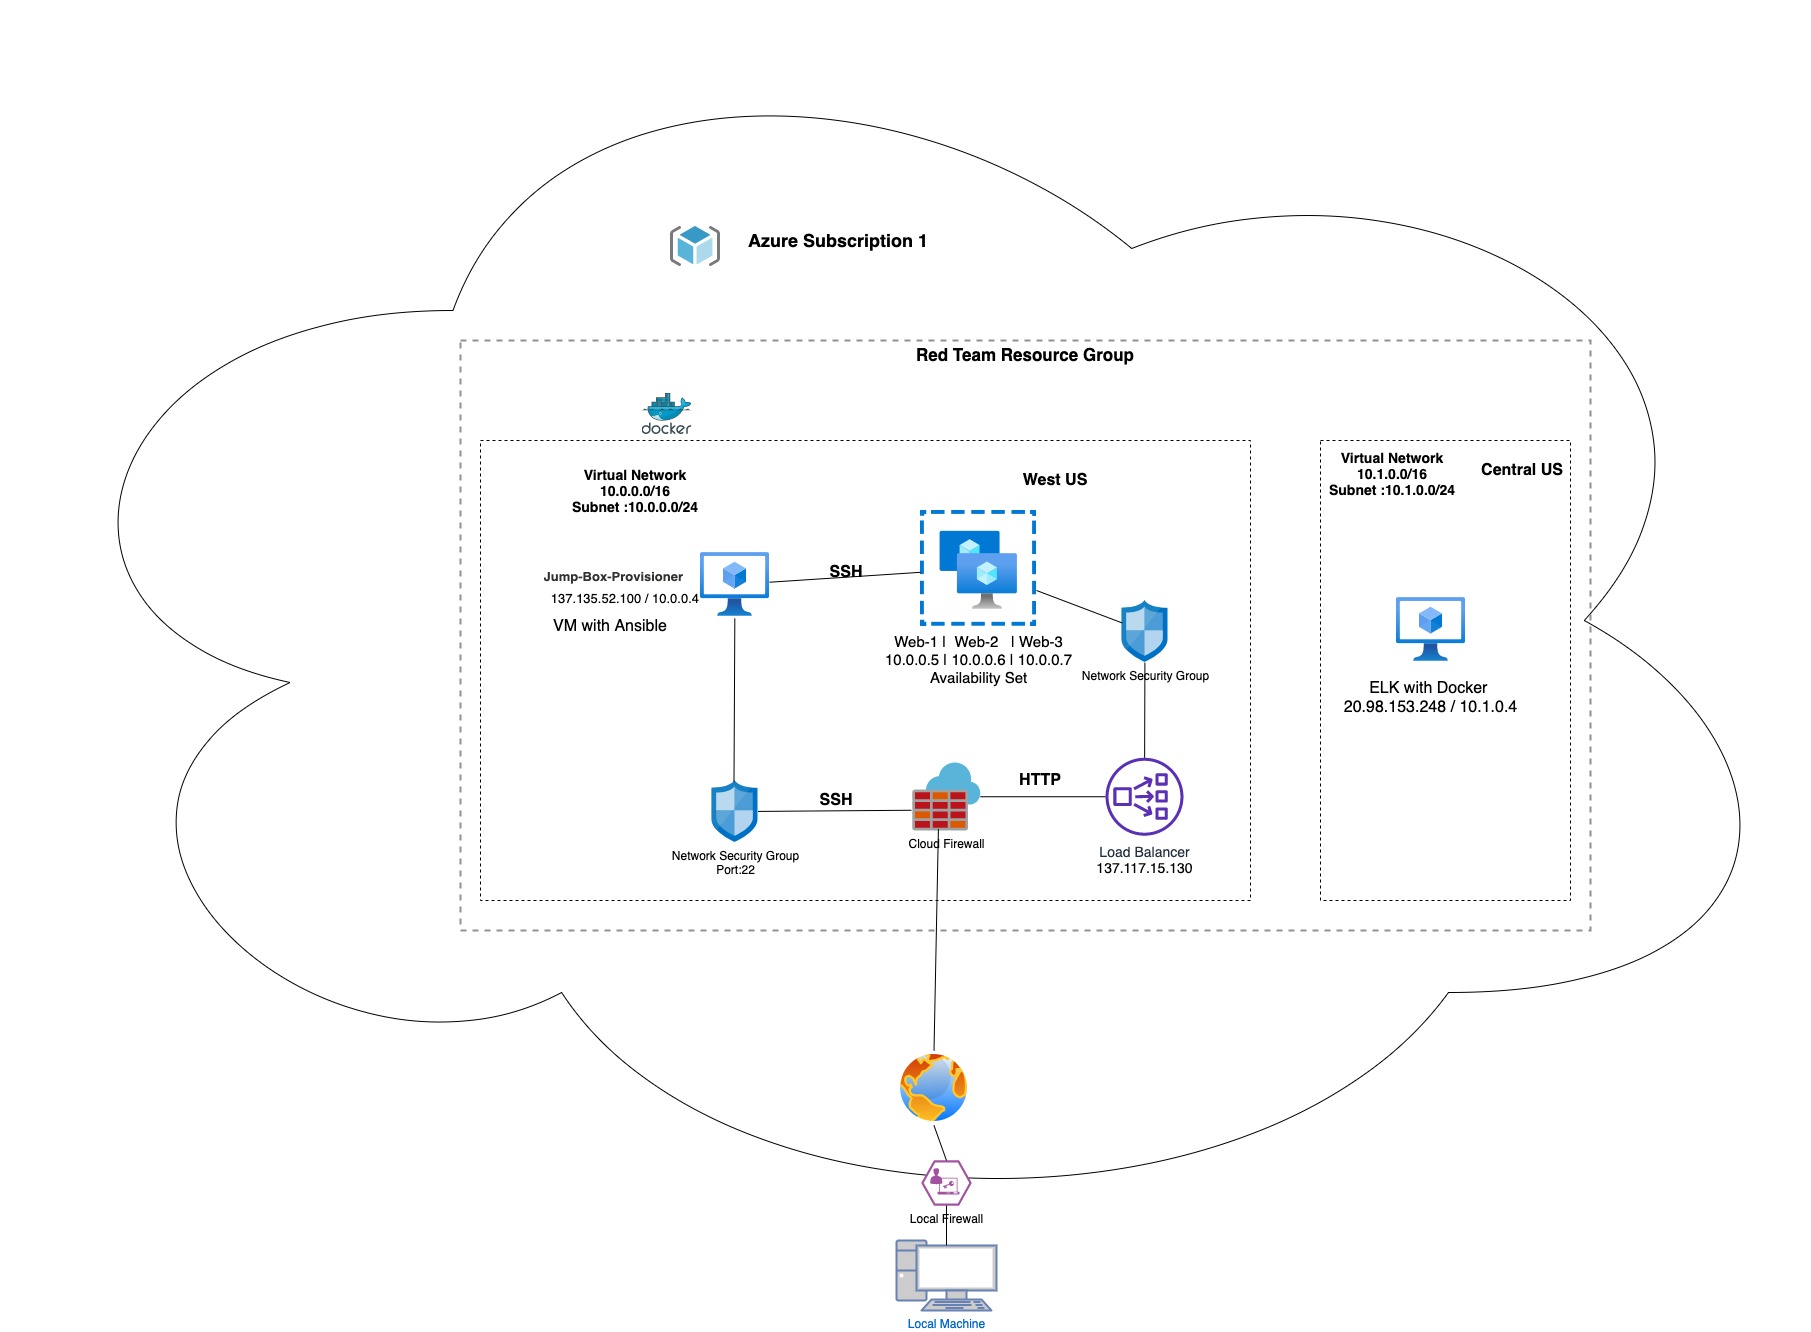 Azure Subscription 1
Red Team Resource Group
docker
Virtual Network
10.0.0.0/16
Subnet :10.0.0.0/24
West US
Virtual Network
10.1.0.0/16
Subnet :10.1.0.0/24
Central US
Jump-Box-Provisioner
137.135.52.100 / 10.0.0.4
VM with Ansible
SSH
Web-1 | Web-2 | Web-3
10.0.0.5 | 10.0.0.6 | 10.0.0.7
Availability Set
Network Security Group
ELK with Docker
20.98.153.248 / 10.1.0.4
SSH
HTTP
Network Security Group
Port:22
Cloud Firewall
Load Balancer
137.117.15.130
Local Firewall
Local Machine